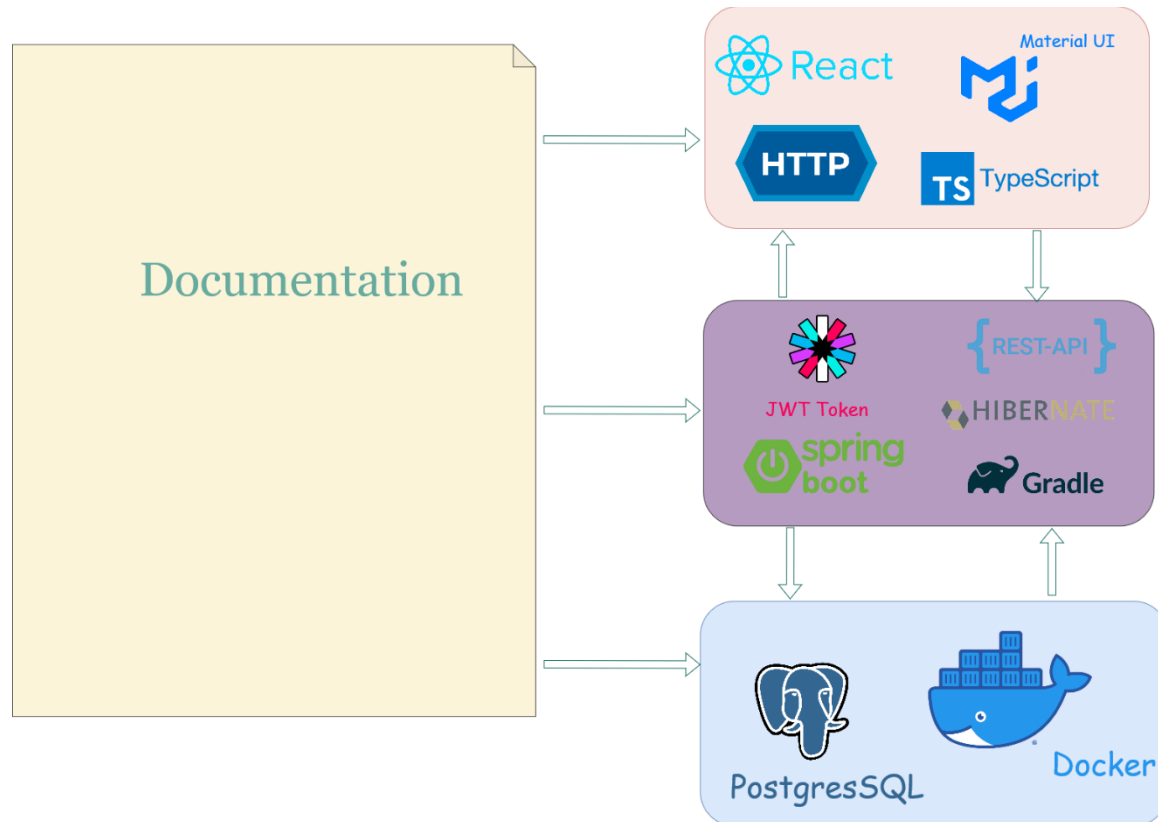 Documentation
React
Material UI
HTTP
TS TypeScript
JWT Token
{REST-API}
HIBERNATE
spring
boot
Gradle
PostgresSQL
Docker